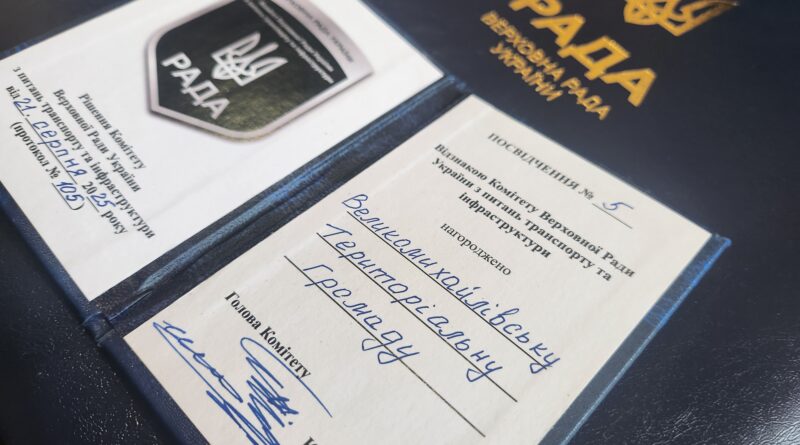 РАДА
Рішення Комітету
Верховної Ради України
з питань транспорту та інфраструктури
від 21. серпня 2025 року
(протокол № 105)
РАДА
ВЕРХОВНА РАДА
УКРАЇНИ
ПОСВІДЧЕННЯ № 5
Відзнакою Комітету Верховної Ради
України з питань транспорту та
інфраструктури
нагороджено
Великомихайлівську
територіальну
громаду
Голова Комітету